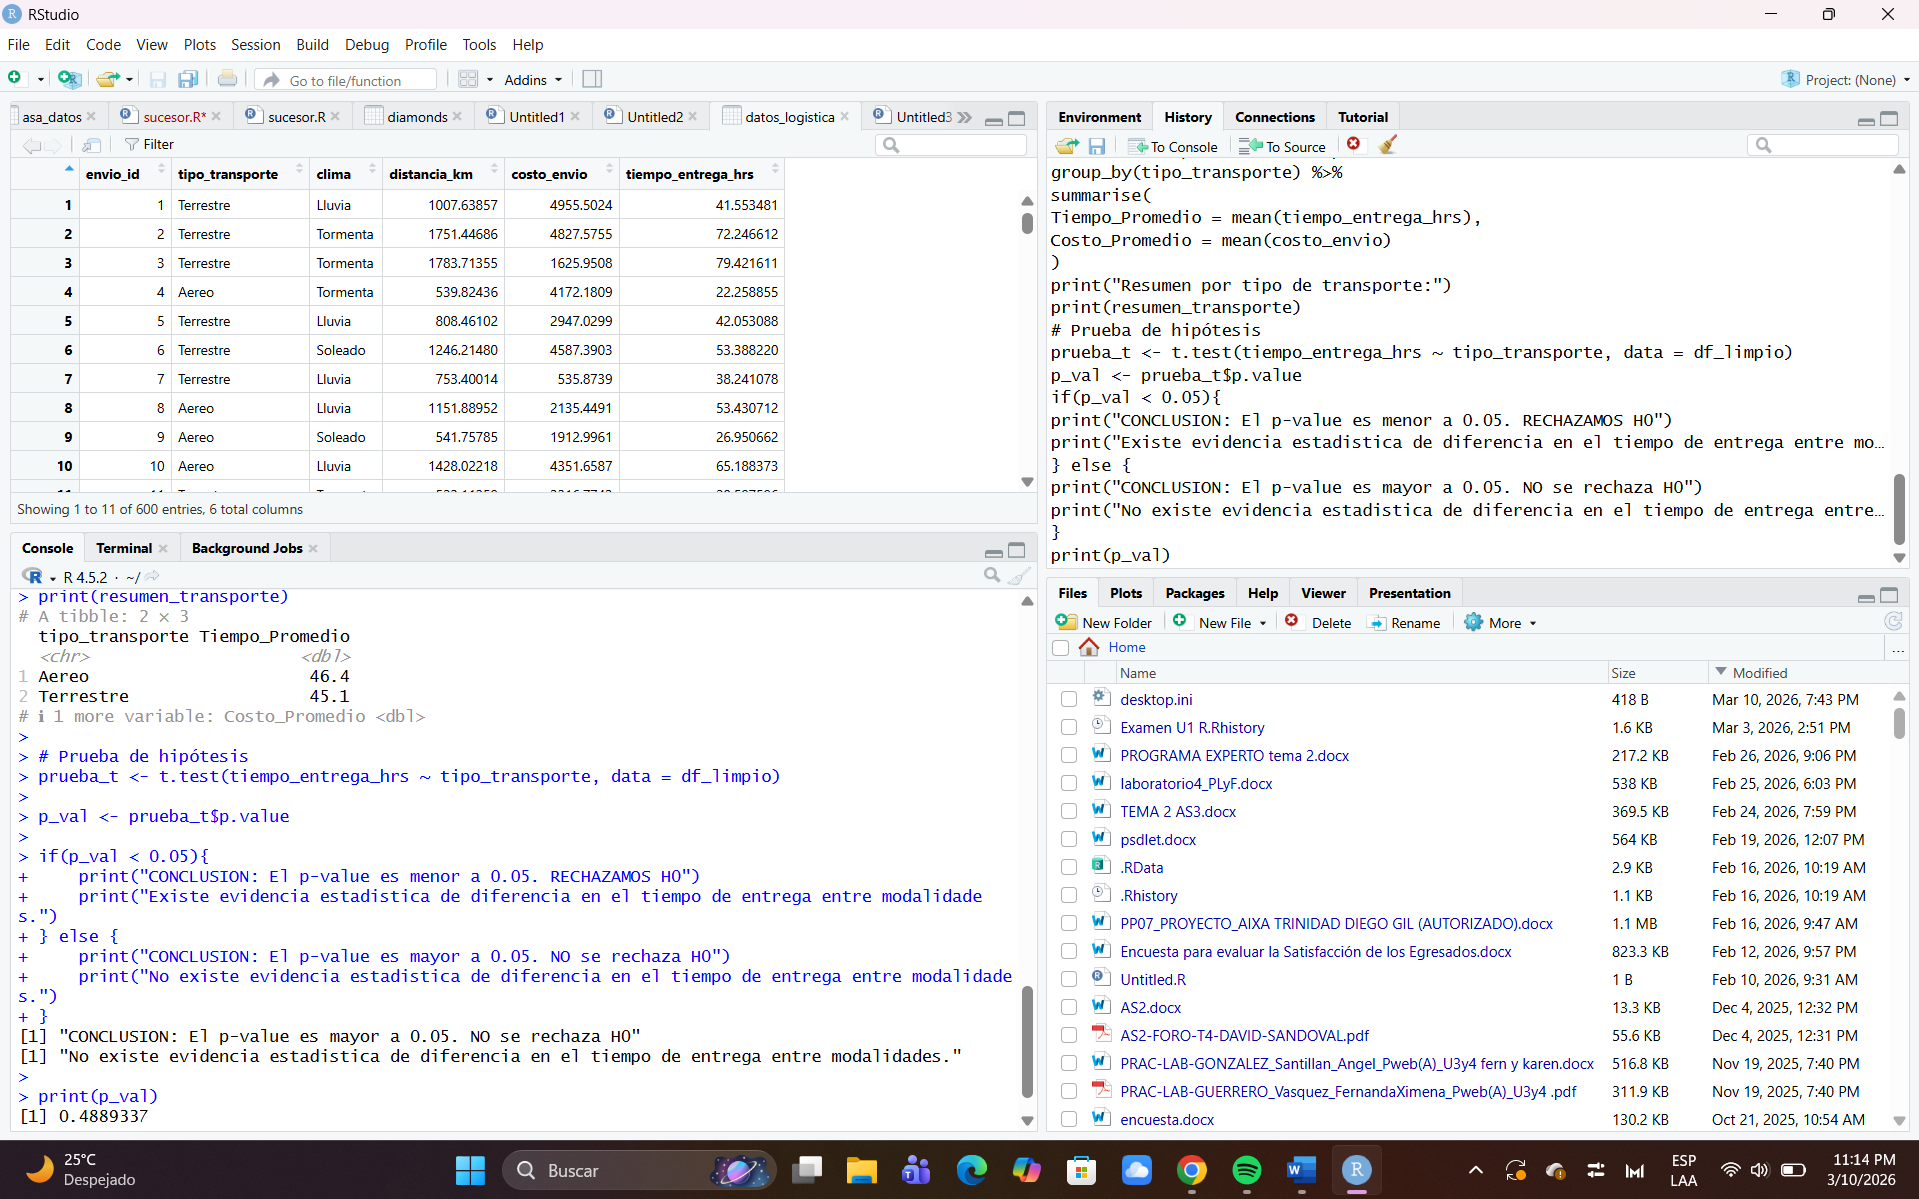 RStudio
File Edit Code View Plots Session Build Debug Profile Tools Help
Go to file/function Addins Project: (None)
asa_datos sucesor.R* sucesor.R diamonds Untitled1 Untitled2 datos_logistica Untitled3
Filter
envio_id tipo_transporte clima distancia_km costo_envio tiempo_entrega_hrs
1 1 Terrestre Lluvia 1007.63857 4955.5024 41.553481
2 2 Terrestre Tormenta 1751.44686 4827.5755 72.246612
3 3 Terrestre Tormenta 1783.71355 1625.9508 79.421611
4 4 Aereo Tormenta 539.82436 4172.1809 22.258855
5 5 Terrestre Lluvia 808.46102 2947.0299 42.053088
6 6 Terrestre Soleado 1246.21480 4587.3903 53.388220
7 7 Terrestre Lluvia 753.40014 535.8739 38.241078
8 8 Aereo Lluvia 1151.88952 2135.4491 53.430712
9 9 Aereo Soleado 541.75785 1912.9961 26.950662
10 10 Aereo Lluvia 1428.02218 4351.6587 65.188373
Showing 1 to 11 of 600 entries, 6 total columns
Console Terminal Background Jobs
R 4.5.2 · ~/
> print(resumen_transporte)
# A tibble: 2 × 3
tipo_transporte Tiempo_Promedio
<chr> <dbl>
1 Aereo 46.4
2 Terrestre 45.1
# ℹ 1 more variable: Costo_Promedio <dbl>
>
> # Prueba de hipótesis
> prueba_t <- t.test(tiempo_entrega_hrs ~ tipo_transporte, data = df_limpio)
>
> p_val <- prueba_t$p.value
>
> if(p_val < 0.05){
+ print("CONCLUSION: El p-value es menor a 0.05. RECHAZAMOS H0")
+ print("Existe evidencia estadistica de diferencia en el tiempo de entrega entre modalidade
s.")
+ } else {
+ print("CONCLUSION: El p-value es mayor a 0.05. NO se rechaza H0")
+ print("No existe evidencia estadistica de diferencia en el tiempo de entrega entre modalidade
s.")
+ }
[1] "CONCLUSION: El p-value es mayor a 0.05. NO se rechaza H0"
[1] "No existe evidencia estadistica de diferencia en el tiempo de entrega entre modalidades."
>
> print(p_val)
[1] 0.4889337
Environment History Connections Tutorial
To Console To Source
group_by(tipo_transporte) %>%
summarise(
Tiempo_Promedio = mean(tiempo_entrega_hrs),
Costo_Promedio = mean(costo_envio)
)
print("Resumen por tipo de transporte:")
print(resumen_transporte)
# Prueba de hipótesis
prueba_t <- t.test(tiempo_entrega_hrs ~ tipo_transporte, data = df_limpio)
p_val <- prueba_t$p.value
if(p_val < 0.05){
print("CONCLUSION: El p-value es menor a 0.05. RECHAZAMOS H0")
print("Existe evidencia estadistica de diferencia en el tiempo de entrega entre mo…
} else {
print("CONCLUSION: El p-value es mayor a 0.05. NO se rechaza H0")
print("No existe evidencia estadistica de diferencia en el tiempo de entrega entre…
}
print(p_val)
Files Plots Packages Help Viewer Presentation
New Folder New File Delete Rename More
Home ...
Name Size Modified
desktop.ini 418 B Mar 10, 2026, 7:43 PM
Examen U1 R.Rhistory 1.6 KB Mar 3, 2026, 2:51 PM
PROGRAMA EXPERTO tema 2.docx 217.2 KB Feb 26, 2026, 9:06 PM
laboratorio4_PLyF.docx 538 KB Feb 25, 2026, 6:03 PM
TEMA 2 AS3.docx 369.5 KB Feb 24, 2026, 7:59 PM
psdlet.docx 564 KB Feb 19, 2026, 12:07 PM
.RData 2.9 KB Feb 16, 2026, 10:19 AM
.Rhistory 1.1 KB Feb 16, 2026, 10:19 AM
PP07_PROYECTO_AIXA TRINIDAD DIEGO GIL (AUTORIZADO).docx 1.1 MB Feb 16, 2026, 9:47 AM
Encuesta para evaluar la Satisfacción de los Egresados.docx 823.3 KB Feb 12, 2026, 9:57 PM
Untitled.R 1 B Feb 10, 2026, 9:31 AM
AS2.docx 13.3 KB Dec 4, 2025, 12:32 PM
AS2-FORO-T4-DAVID-SANDOVAL.pdf 55.6 KB Dec 4, 2025, 12:31 PM
PRAC-LAB-GONZALEZ_Santillan_Angel_Pweb(A)_U3y4 fern y karen.docx 516.8 KB Nov 19, 2025, 7:40 PM
PRAC-LAB-GUERRERO_Vasquez_FernandaXimena_Pweb(A)_U3y4 .pdf 311.9 KB Nov 19, 2025, 7:40 PM
encuesta.docx 130.2 KB Oct 21, 2025, 10:54 AM
25°C
Despejado
Buscar
ESP
LAA
11:14 PM
3/10/2026